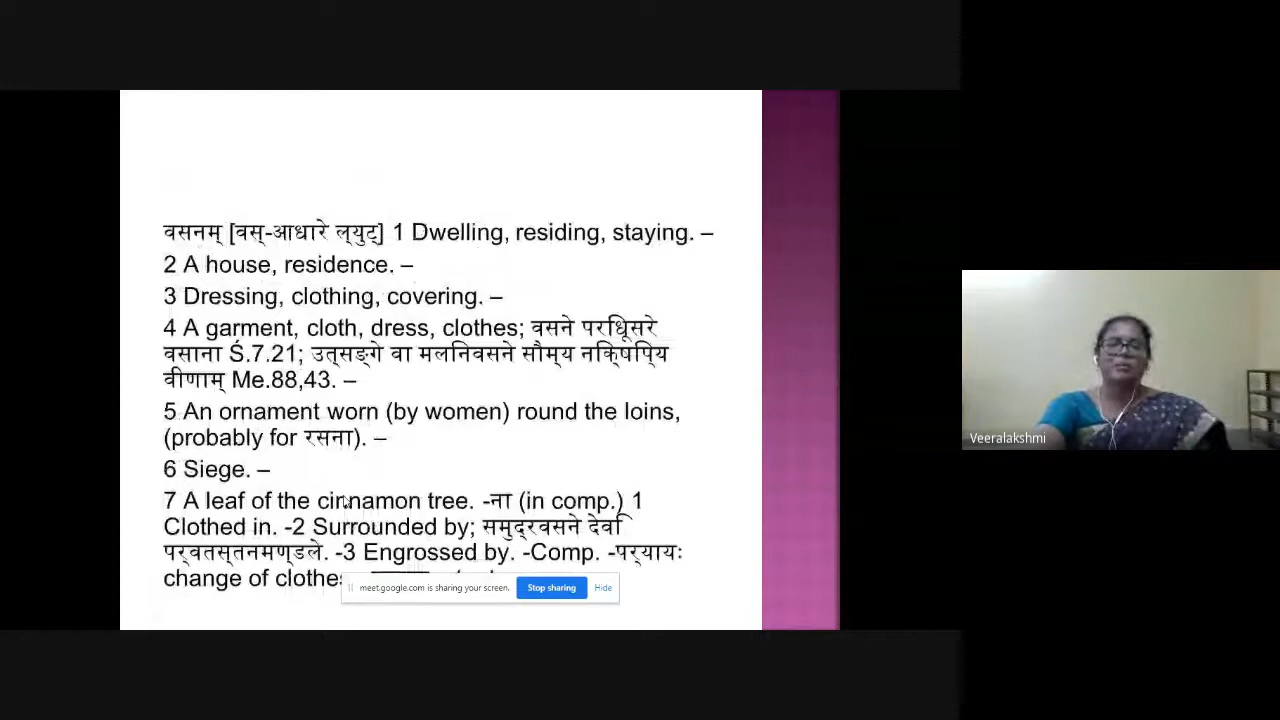 वसनम् [वस्-आधारे ल्युट्] 1 Dwelling, residing, staying. –
2 A house, residence. –
3 Dressing, clothing, covering. –
4 A garment, cloth, dress, clothes; वसने परिधूसरे
वसाना Ś.7.21; उत्सङ्गे वा मलिनवसने सौम्य निक्षिप्य
वीणाम् Me.88,43. –
5 An ornament worn (by women) round the loins,
(probably for रसना). –
6 Siege. –
7 A leaf of the cinnamon tree. -ना (in comp.) 1
Clothed in. -2 Surrounded by; समुद्रवसने देवि
पर्वतस्तनमण्डले. -3 Engrossed by. -Comp. -पर्यायः
change of clothes
meet.google.com is sharing your screen. Stop sharing Hide
Veeralakshmi